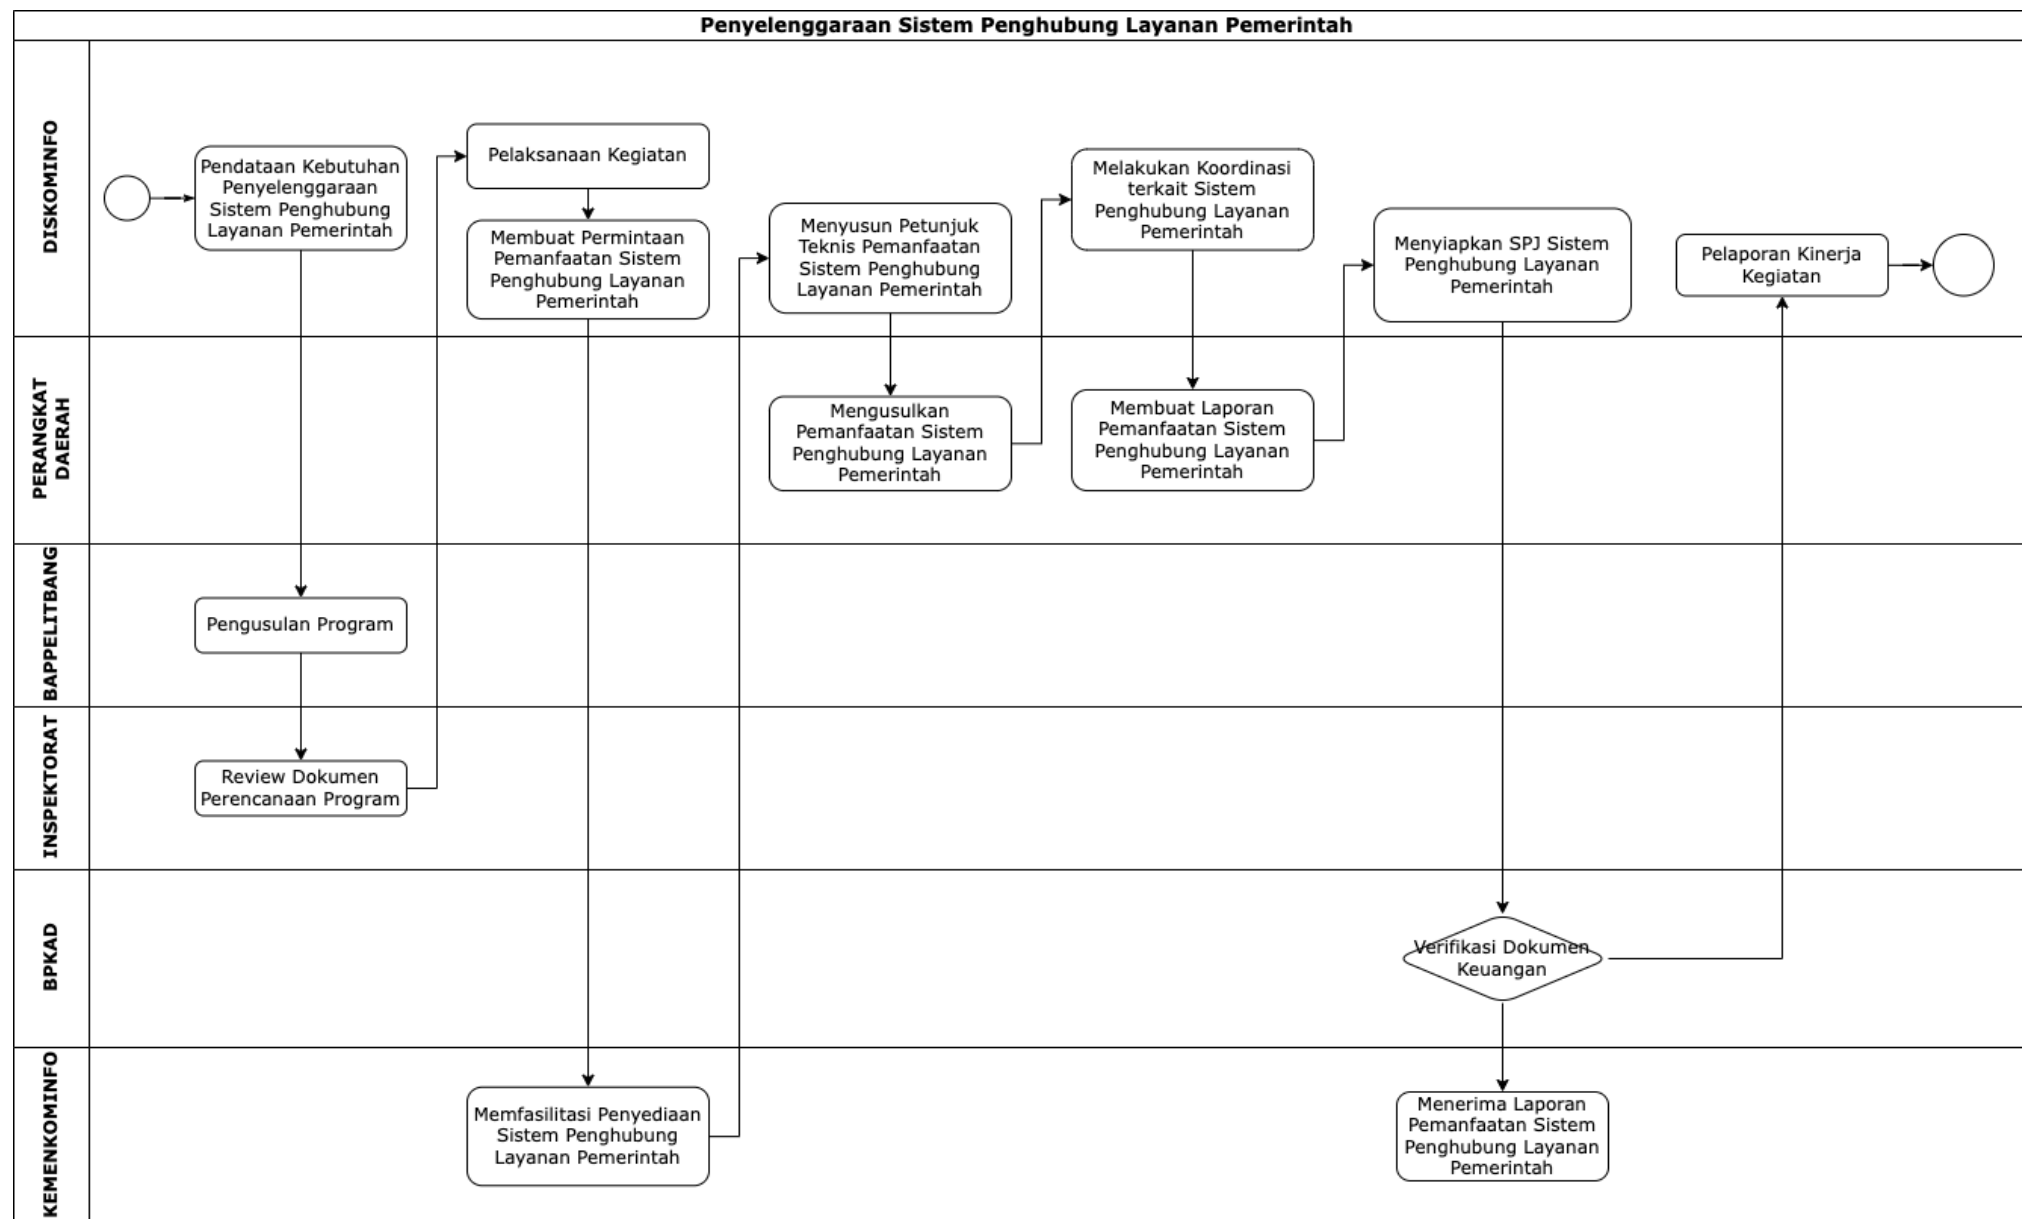 Penyelenggaraan Sistem Penghubung Layanan Pemerintah
DISKOMINFO
Pendataan Kebutuhan
Penyelenggaraan
Sistem Penghubung
Layanan Pemerintah
Pelaksanaan Kegiatan
Membuat Permintaan
Pemanfaatan Sistem
Penghubung Layanan
Pemerintah
Menyusun Petunjuk
Teknis Pemanfaatan
Sistem Penghubung
Layanan Pemerintah
Melakukan Koordinasi
terkait Sistem
Penghubung Layanan
Pemerintah
Menyiapkan SPJ Sistem
Penghubung Layanan
Pemerintah
Pelaporan Kinerja
Kegiatan
PERANGKAT
DAERAH
Mengusulkan
Pemanfaatan Sistem
Penghubung Layanan
Pemerintah
Membuat Laporan
Pemanfaatan Sistem
Penghubung Layanan
Pemerintah
BAPPELITBANG
Pengusulan Program
INSPEKTORAT
Review Dokumen
Perencanaan Program
BPKAD
Verifikasi Dokumen
Keuangan
KEMENKOMINFO
Memfasilitasi Penyediaan
Sistem Penghubung
Layanan Pemerintah
Menerima Laporan
Pemanfaatan Sistem
Penghubung Layanan
Pemerintah